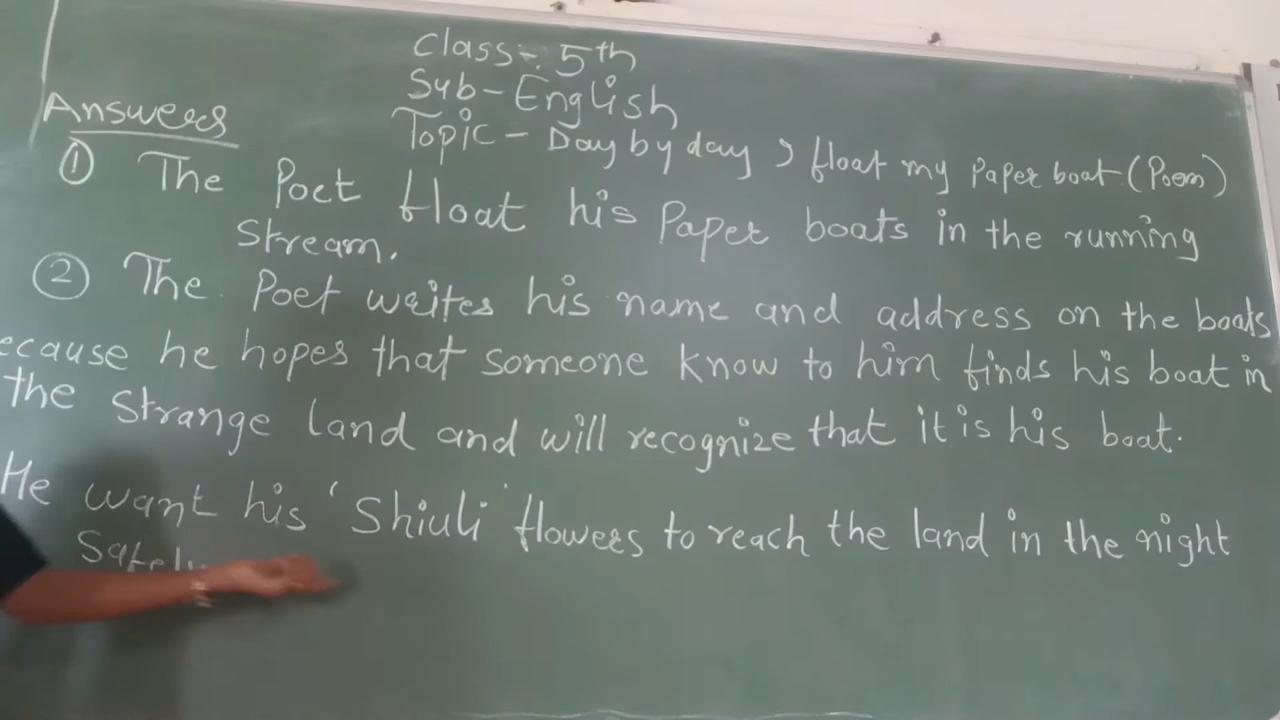 Class:- 5th
Sub - English
Topic - Day by day I float my Paper boat (Poem)
Answers
① The Poet float his Paper boats in the running
Stream.
② The Poet writes his name and address on the boats
ecause he hopes that someone know to him finds his boat in
the strange land and will recognize that it is his boat.
He want his 'Shiuli' flowers to reach the land in the night
Safely